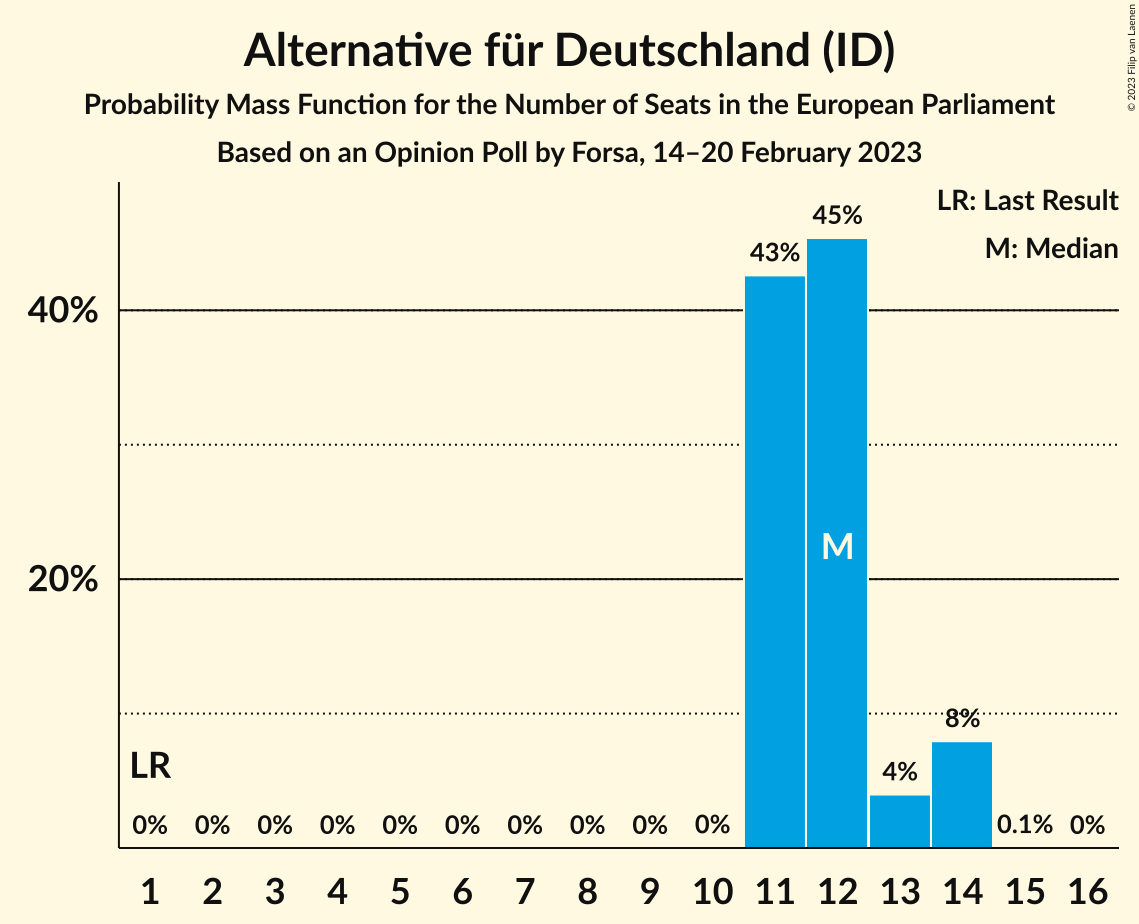 Alternative für Deutschland (ID)
Probability Mass Function for the Number of Seats in the European Parliament
Based on an Opinion Poll by Forsa, 14–20 February 2023
© 2023 Filip van Laenen
LR: Last Result
M: Median
45%
43%
40%
M
20%
8%
LR
4%
0% 0% 0% 0% 0% 0% 0% 0% 0% 0% 0.1% 0%
1 2 3 4 5 6 7 8 9 10 11 12 13 14 15 16